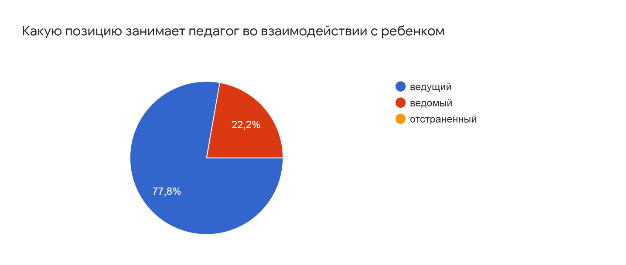 Какую позицию занимает педагог во взаимодействии с ребенком
ведущий
ведомый
отстраненный
22,2%
77,8%